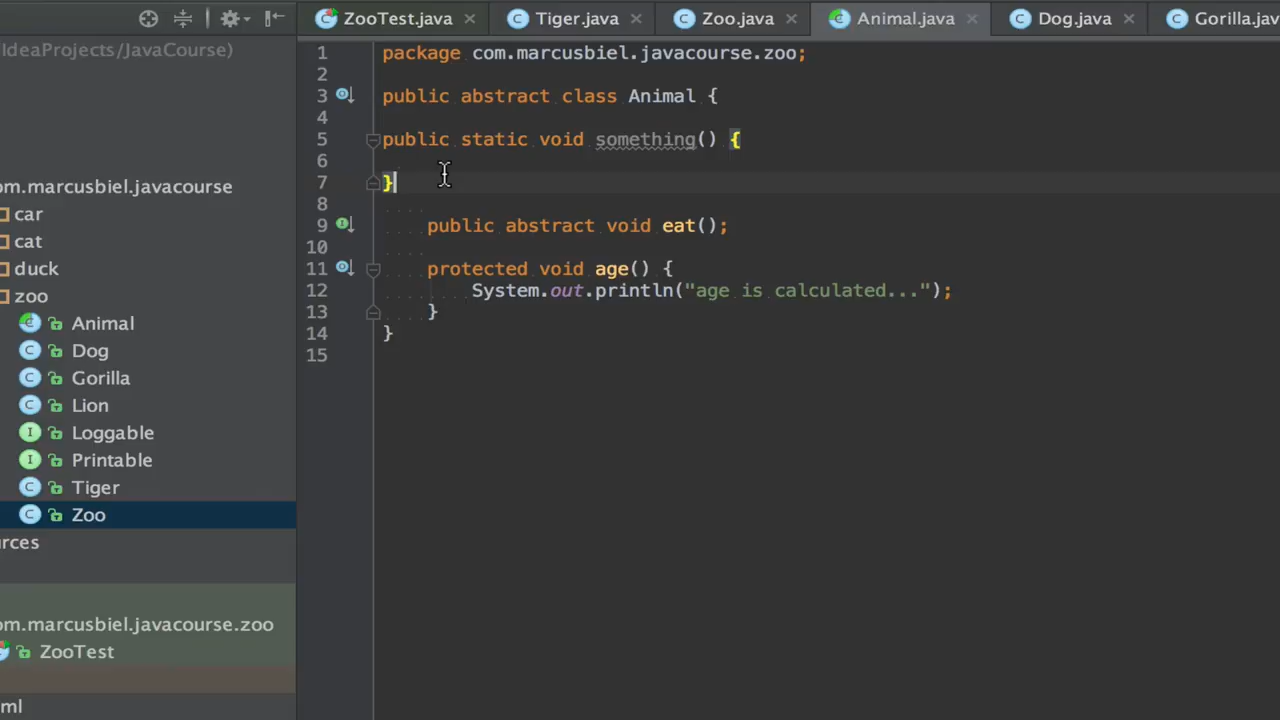 ZooTest.java Tiger.java Zoo.java Animal.java Dog.java Gorilla.jav
IdeaProjects/JavaCourse)
om.marcusbiel.javacourse
car
cat
duck
zoo
Animal
Dog
Gorilla
Lion
Loggable
Printable
Tiger
Zoo
rces
om.marcusbiel.javacourse.zoo
ZooTest
ml
1 package com.marcusbiel.javacourse.zoo;
2
3 public abstract class Animal {
4
5 public static void something() {
6
7 }
8
9 public abstract void eat();
10
11 protected void age() {
12 System.out.println("age is calculated...");
13 }
14 }
15